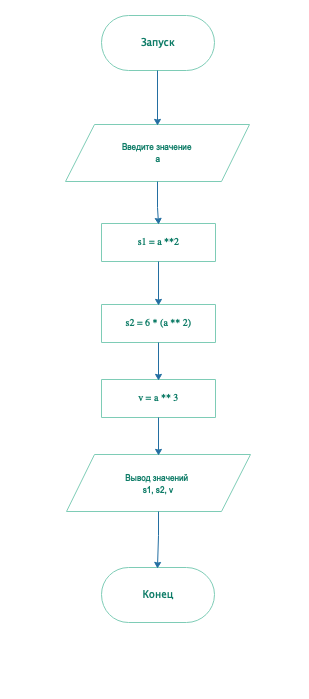 Запуск
Введите значение
a
s1 = a **2
s2 = 6 * (a ** 2)
v = a ** 3
Вывод значений
s1, s2, v
Конец